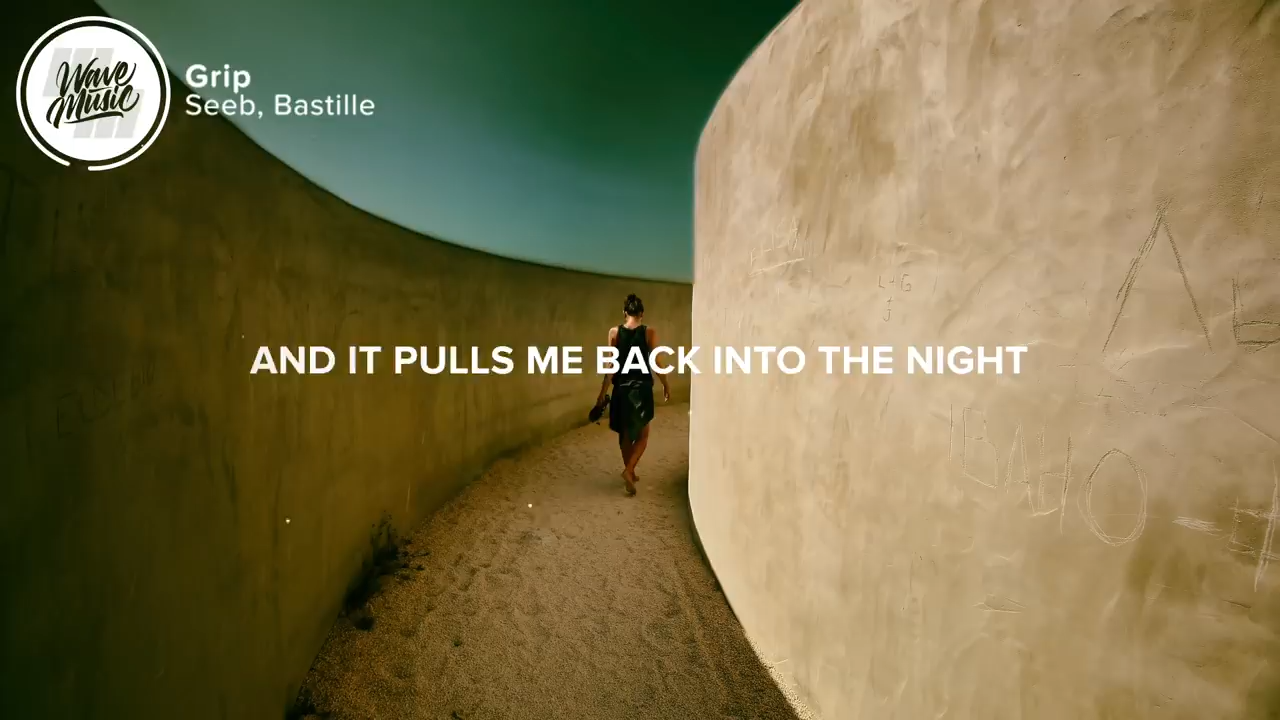 Wave
Music
Grip
Seeb, Bastille
AND IT PULLS ME BACK INTO THE NIGHT
L+G
J